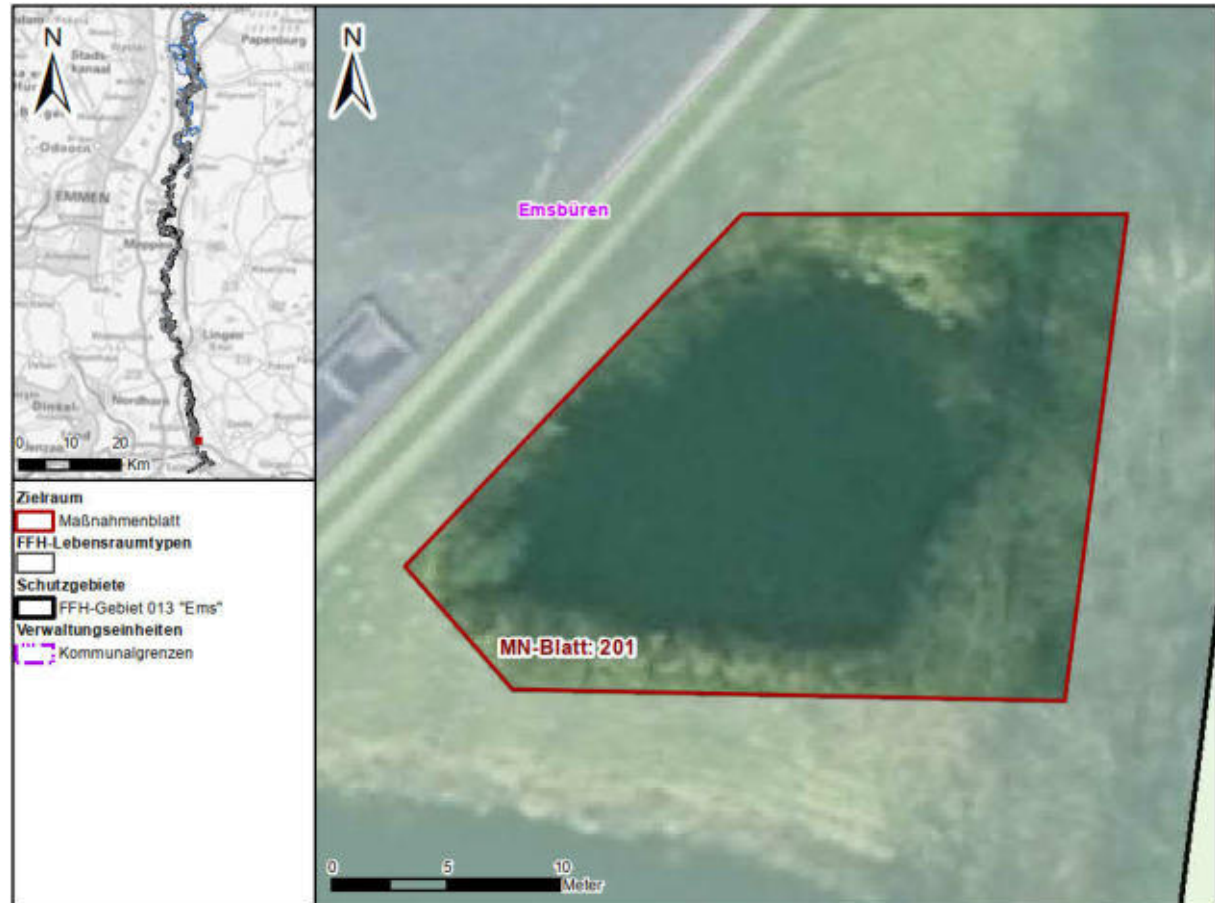 N
Papenburg
Stads-
kanaal
EMMEN
Meppen
Lingen
Nordhorn
Dinkel
0 10 20
Km
Zielraum
Maßnahmenblatt
FFH-Lebensraumtypen
Schutzgebiete
FFH-Gebiet 013 "Ems"
Verwaltungseinheiten
Kommunalgrenzen
N
Emsbüren
MN-Blatt: 201
0 5 10
Meter